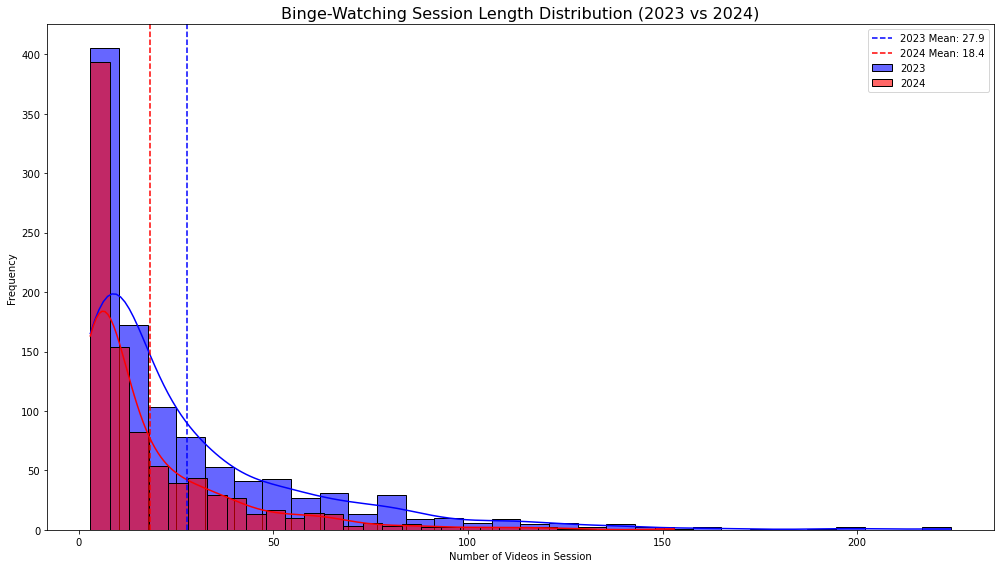 Binge-Watching Session Length Distribution (2023 vs 2024)
2023 Mean: 27.9
2024 Mean: 18.4
2023
2024
400
350
300
250
200
150
100
50
0
Frequency
0 50 100 150 200
Number of Videos in Session